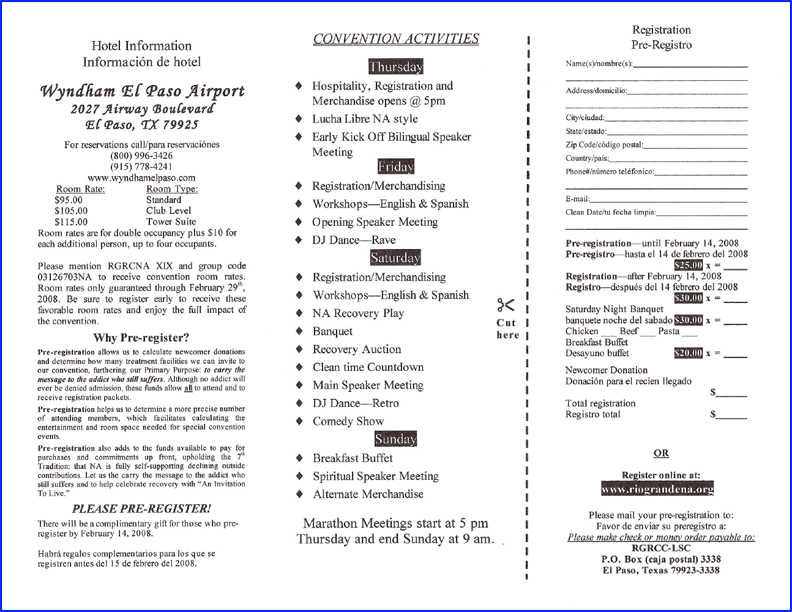 Hotel Information
Información de hotel
Wyndham El Paso Airport
2027 Airway Boulevard
El Paso, TX 79925
For reservations call/para reservaciónes
(800) 996-3426
(915) 778-4241
www.wyndhamelpaso.com
Room Rate: Room Type:
$95.00 Standard
$105.00 Club Level
$115.00 Tower Suite
Room rates are for double occupancy plus $10 for
each additional person, up to four occupants.
Please mention RGRCNA XIX and group code
03126703NA to receive convention room rates.
Room rates only guaranteed through February 29th,
2008. Be sure to register early to receive these
favorable room rates and enjoy the full impact of
the convention.
Why Pre-register?
Pre-registration allows us to calculate newcomer donations
and determine how many treatment facilities we can invite to
our convention, furthering our Primary Purpose: to carry the
message to the addict who still suffers. Although no addict will
ever be denied admission, these funds allow all to attend and to
receive registration packets.
Pre-registration helps us to determine a more precise number
of attending members, which facilitates calculating the
entertainment and room space needed for special convention
events.
Pre-registration also adds to the funds available to pay for
purchases and commitments up front, upholding the 7th
Tradition: that NA is fully self-supporting declining outside
contributions. Let us the carry the message to the addict who
still suffers and to help celebrate recovery with “An Invitation
To Live.”
PLEASE PRE-REGISTER!
There will be a complimentary gift for those who pre-
register by February 14, 2008.
Habrá regalos complementarios para los que se
registren antes del 15 de febrero del 2008.
CONVENTION ACTIVITIES
Thursday
♦ Hospitality, Registration and
Merchandise opens @ 5pm
♦ Lucha Libre NA style
♦ Early Kick Off Bilingual Speaker
Meeting
Friday
♦ Registration/Merchandising
♦ Workshops—English & Spanish
♦ Opening Speaker Meeting
♦ DJ Dance—Rave
Saturday
♦ Registration/Merchandising
♦ Workshops—English & Spanish
♦ NA Recovery Play
♦ Banquet
♦ Recovery Auction
♦ Clean time Countdown
♦ Main Speaker Meeting
♦ DJ Dance—Retro
♦ Comedy Show
Sunday
♦ Breakfast Buffet
♦ Spiritual Speaker Meeting
♦ Alternate Merchandise
Marathon Meetings start at 5 pm
Thursday and end Sunday at 9 am.
Cut
here
Registration
Pre-Registro
Name(s)/nombre(s):
Address/domicilio:
City/ciudad:
State/estado:
Zip Code/código postal:
Country/país:
Phone#/número teléfonico:
E-mail:
Clean Date/tu fecha limpia:
Pre-registration—until February 14, 2008
Pre-registro—hasta el 14 de febrero del 2008
$25.00 x = ____
Registration—after February 14, 2008
Registro—después del 14 febrero del 2008
$30.00 x = ____
Saturday Night Banquet
banquete noche del sabado $30.00 x = ____
Chicken ___ Beef ___ Pasta ___
Breakfast Buffet
Desayuno buffet $20.00 x = ____
Newcomer Donation
Donación para el recien llegado
$______
Total registration
Registro total $______
OR
Register online at:
www.riograndena.org
Please mail your pre-registration to:
Favor de enviar su preregistro a:
Please make check or money order payable to:
RGRCC-LSC
P.O. Box (caja postal) 3338
El Paso, Texas 79923-3338